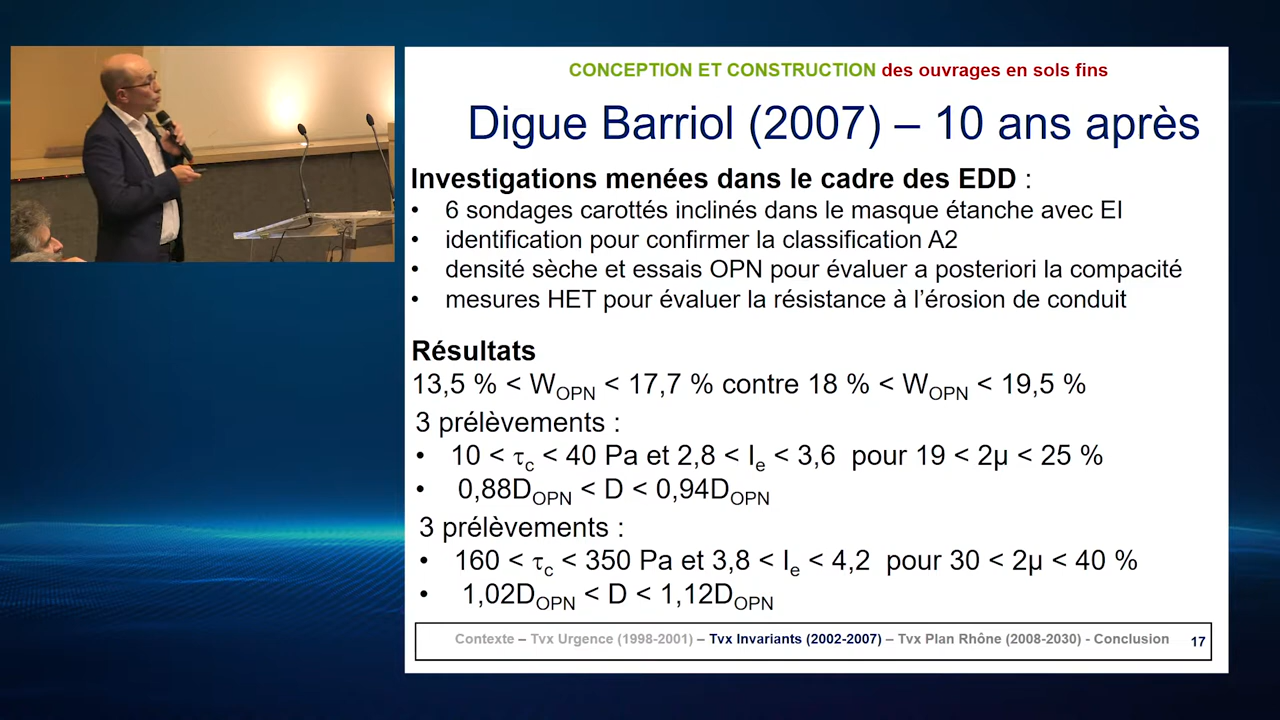 CONCEPTION ET CONSTRUCTION des ouvrages en sols fins
Digue Barriol (2007) – 10 ans après
Investigations menées dans le cadre des EDD :
• 6 sondages carottés inclinés dans le masque étanche avec EI
• identification pour confirmer la classification A2
• densité sèche et essais OPN pour évaluer a posteriori la compacité
• mesures HET pour évaluer la résistance à l’érosion de conduit
Résultats
13,5 % < W_OPN < 17,7 % contre 18 % < W_OPN < 19,5 %
3 prélèvements :
• 10 < τ_c < 40 Pa et 2,8 < I_e < 3,6 pour 19 < 2µ < 25 %
• 0,88D_OPN < D < 0,94D_OPN
3 prélèvements :
• 160 < τ_c < 350 Pa et 3,8 < I_e < 4,2 pour 30 < 2µ < 40 %
• 1,02D_OPN < D < 1,12D_OPN
Contexte – Tvx Urgence (1998-2001) – Tvx Invariants (2002-2007) – Tvx Plan Rhône (2008-2030) - Conclusion 17